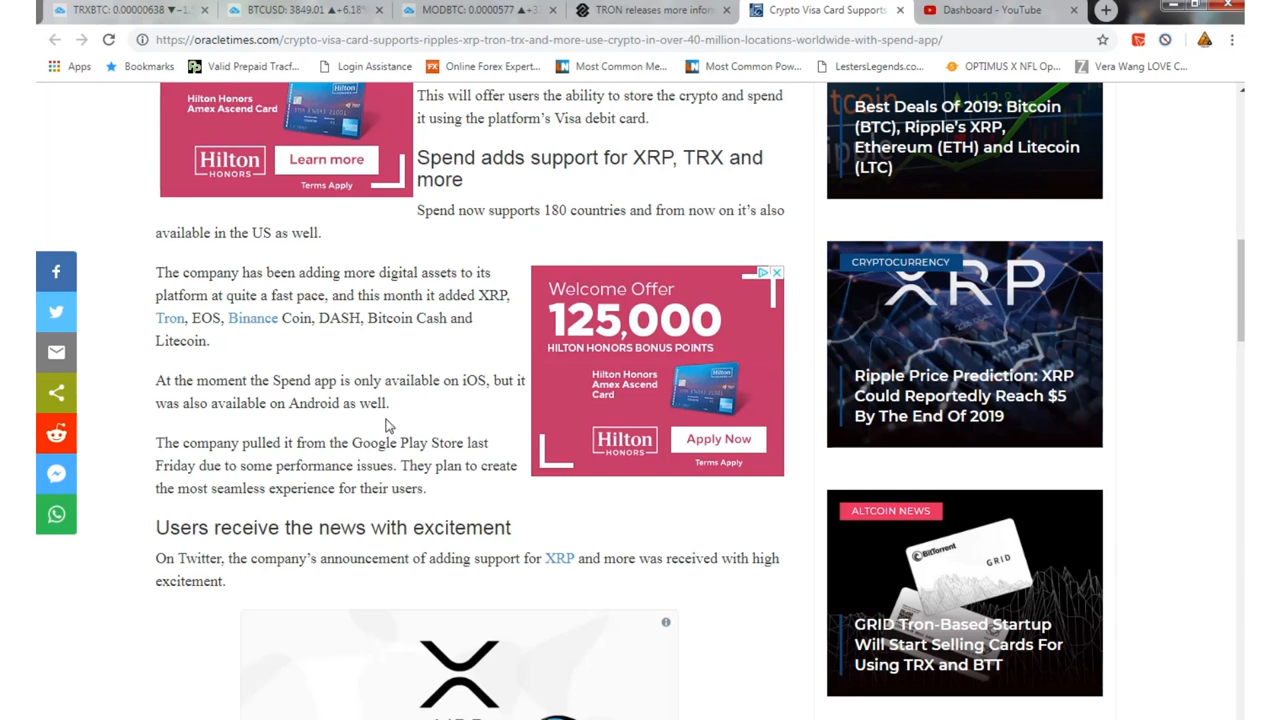 TRXBTC: 0.00000638 ▼−1.
BTCUSD: 3849.01 ▲+6.18%
MODBTC: 0.0000577 ▲+3
TRON releases more infor
Crypto Visa Card Supports
Dashboard - YouTube
https://oracletimes.com/crypto-visa-card-supports-ripples-xrp-tron-trx-and-more-use-crypto-in-over-40-million-locations-worldwide-with-spend-app/
Apps
Bookmarks
Valid Prepaid Tracf...
Login Assistance
FX Online Forex Expert...
N Most Common Me...
N Most Common Pow...
LestersLegends.co...
OPTIMUS X NFL Op...
Z Vera Wang LOVE C...
Hilton Honors
Amex Ascend Card
Hilton
HONORS
Learn more
Terms Apply
This will offer users the ability to store the crypto and spend
it using the platform's Visa debit card.
Spend adds support for XRP, TRX and
more
Spend now supports 180 countries and from now on it's also
available in the US as well.
The company has been adding more digital assets to its
platform at quite a fast pace, and this month it added XRP,
Tron, EOS, Binance Coin, DASH, Bitcoin Cash and
Litecoin.
At the moment the Spend app is only available on iOS, but it
was also available on Android as well.
The company pulled it from the Google Play Store last
Friday due to some performance issues. They plan to create
the most seamless experience for their users.
Welcome Offer
125,000
HILTON HONORS BONUS POINTS
Hilton Honors
Amex Ascend
Card
Hilton
Hilton
HONORS
Apply Now
Terms Apply
Users receive the news with excitement
On Twitter, the company's announcement of adding support for XRP and more was received with high
excitement.
Best Deals Of 2019: Bitcoin
(BTC), Ripple's XRP,
Ethereum (ETH) and Litecoin
(LTC)
CRYPTOCURRENCY
XRP
Ripple Price Prediction: XRP
Could Reportedly Reach $5
By The End Of 2019
ALTCOIN NEWS
BitTorrent
GRID
GRID Tron-Based Startup
Will Start Selling Cards For
Using TRX and BTT